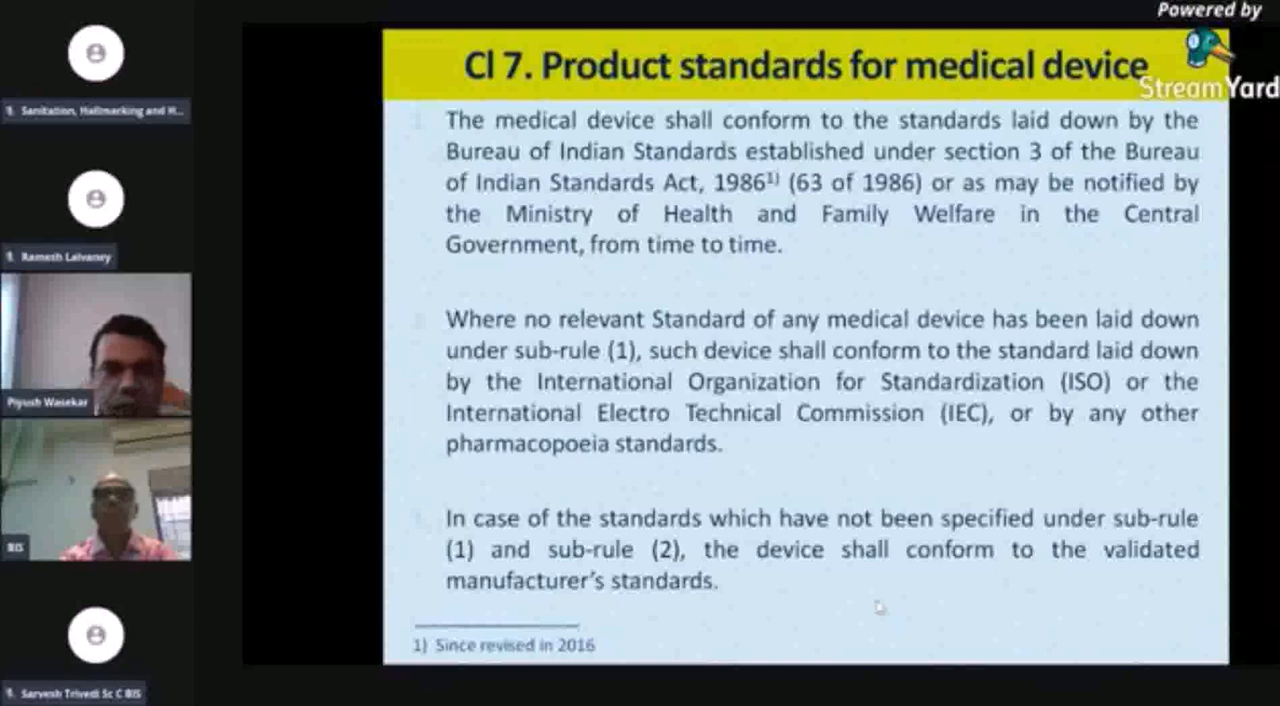 Powered by
StreamYard
Cl 7. Product standards for medical device
The medical device shall conform to the standards laid down by the
Bureau of Indian Standards established under section 3 of the Bureau
of Indian Standards Act, 1986¹⁾ (63 of 1986) or as may be notified by
the Ministry of Health and Family Welfare in the Central
Government, from time to time.
Where no relevant Standard of any medical device has been laid down
under sub-rule (1), such device shall conform to the standard laid down
by the International Organization for Standardization (ISO) or the
International Electro Technical Commission (IEC), or by any other
pharmacopoeia standards.
In case of the standards which have not been specified under sub-rule
(1) and sub-rule (2), the device shall conform to the validated
manufacturer's standards.
1) Since revised in 2016
Sanitation, Hallmarking and H...
Ramesh Lalvaney
Piyush Wasekar
BIS
Sarvesh Trivedi Sc C BIS